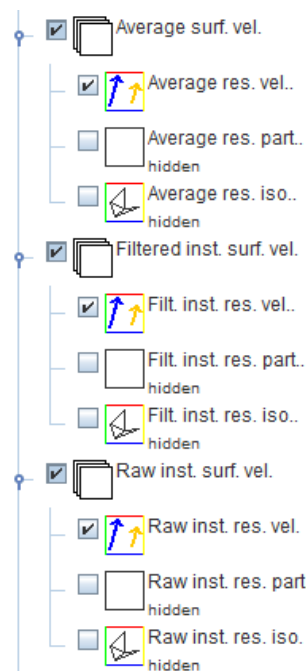 Average surf. vel.
Average res. vel..
Average res. part..
hidden
Average res. iso..
hidden
Filtered inst. surf. vel.
Filt. inst. res. vel..
Filt. inst. res. part..
hidden
Filt. inst. res. iso..
hidden
Raw inst. surf. vel.
Raw inst. res. vel.
Raw inst. res. part
hidden
Raw inst. res. iso.
hidden